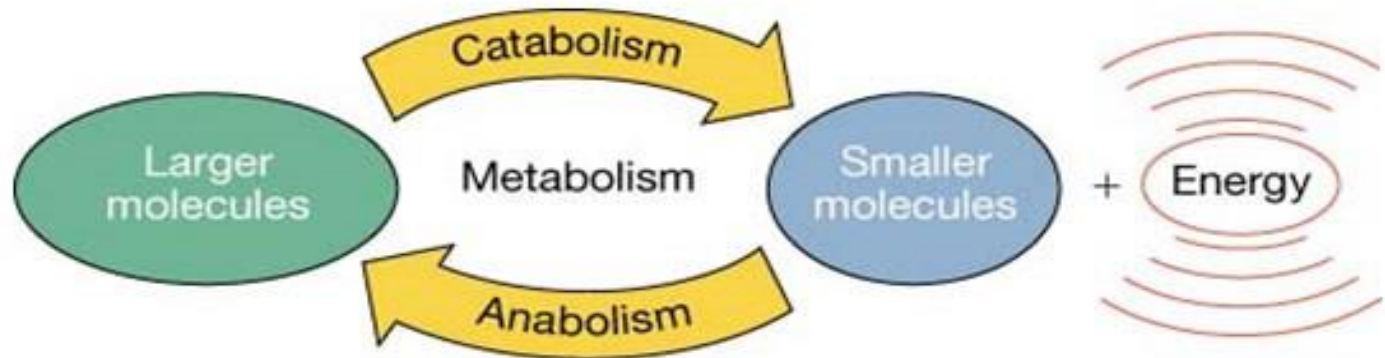 Catabolism
Larger
molecules
Metabolism
Smaller
molecules
+
Energy
Anabolism